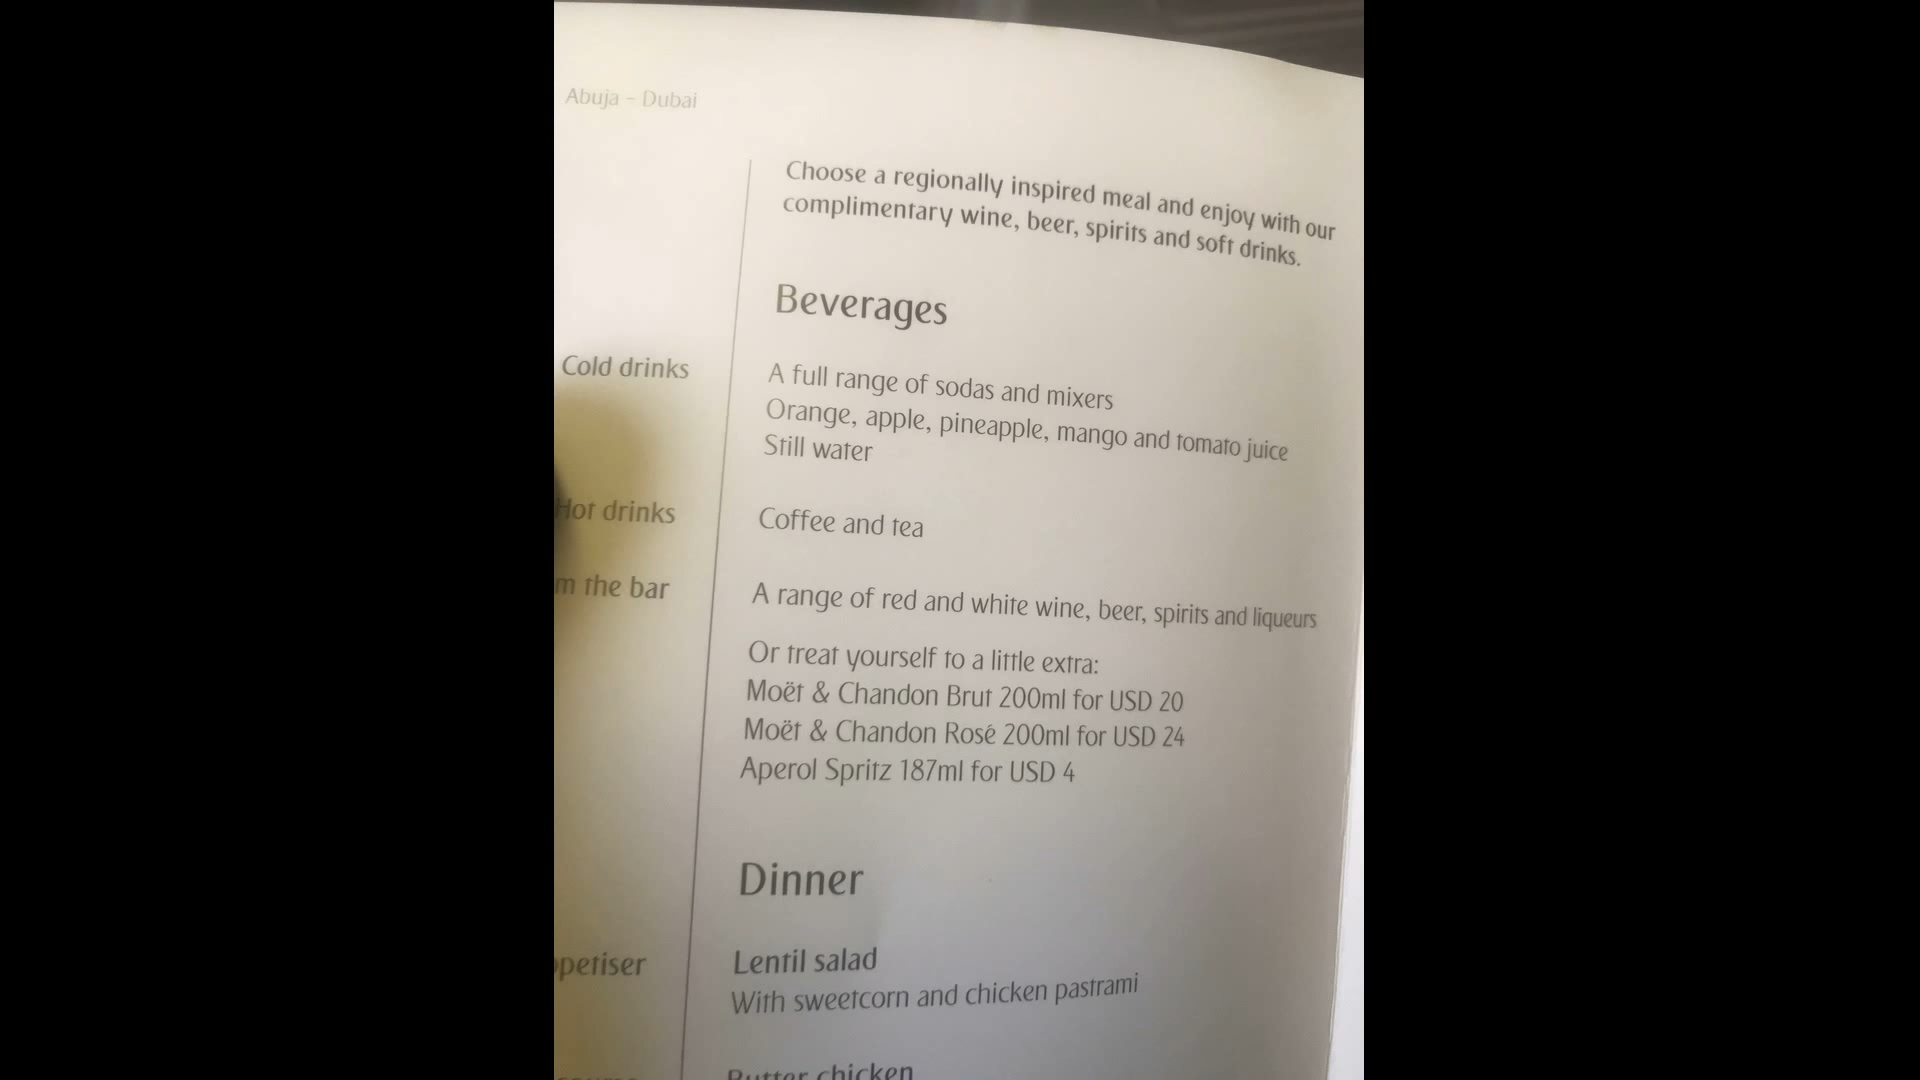 Abuja – Dubai
Choose a regionally inspired meal and enjoy with our
complimentary wine, beer, spirits and soft drinks.
Beverages
Cold drinks
A full range of sodas and mixers
Orange, apple, pineapple, mango and tomato juice
Still water
Hot drinks
Coffee and tea
m the bar
A range of red and white wine, beer, spirits and liqueurs
Or treat yourself to a little extra:
Moët & Chandon Brut 200ml for USD 20
Moët & Chandon Rosé 200ml for USD 24
Aperol Spritz 187ml for USD 4
Dinner
petiser
Lentil salad
With sweetcorn and chicken pastrami
Butter chicken